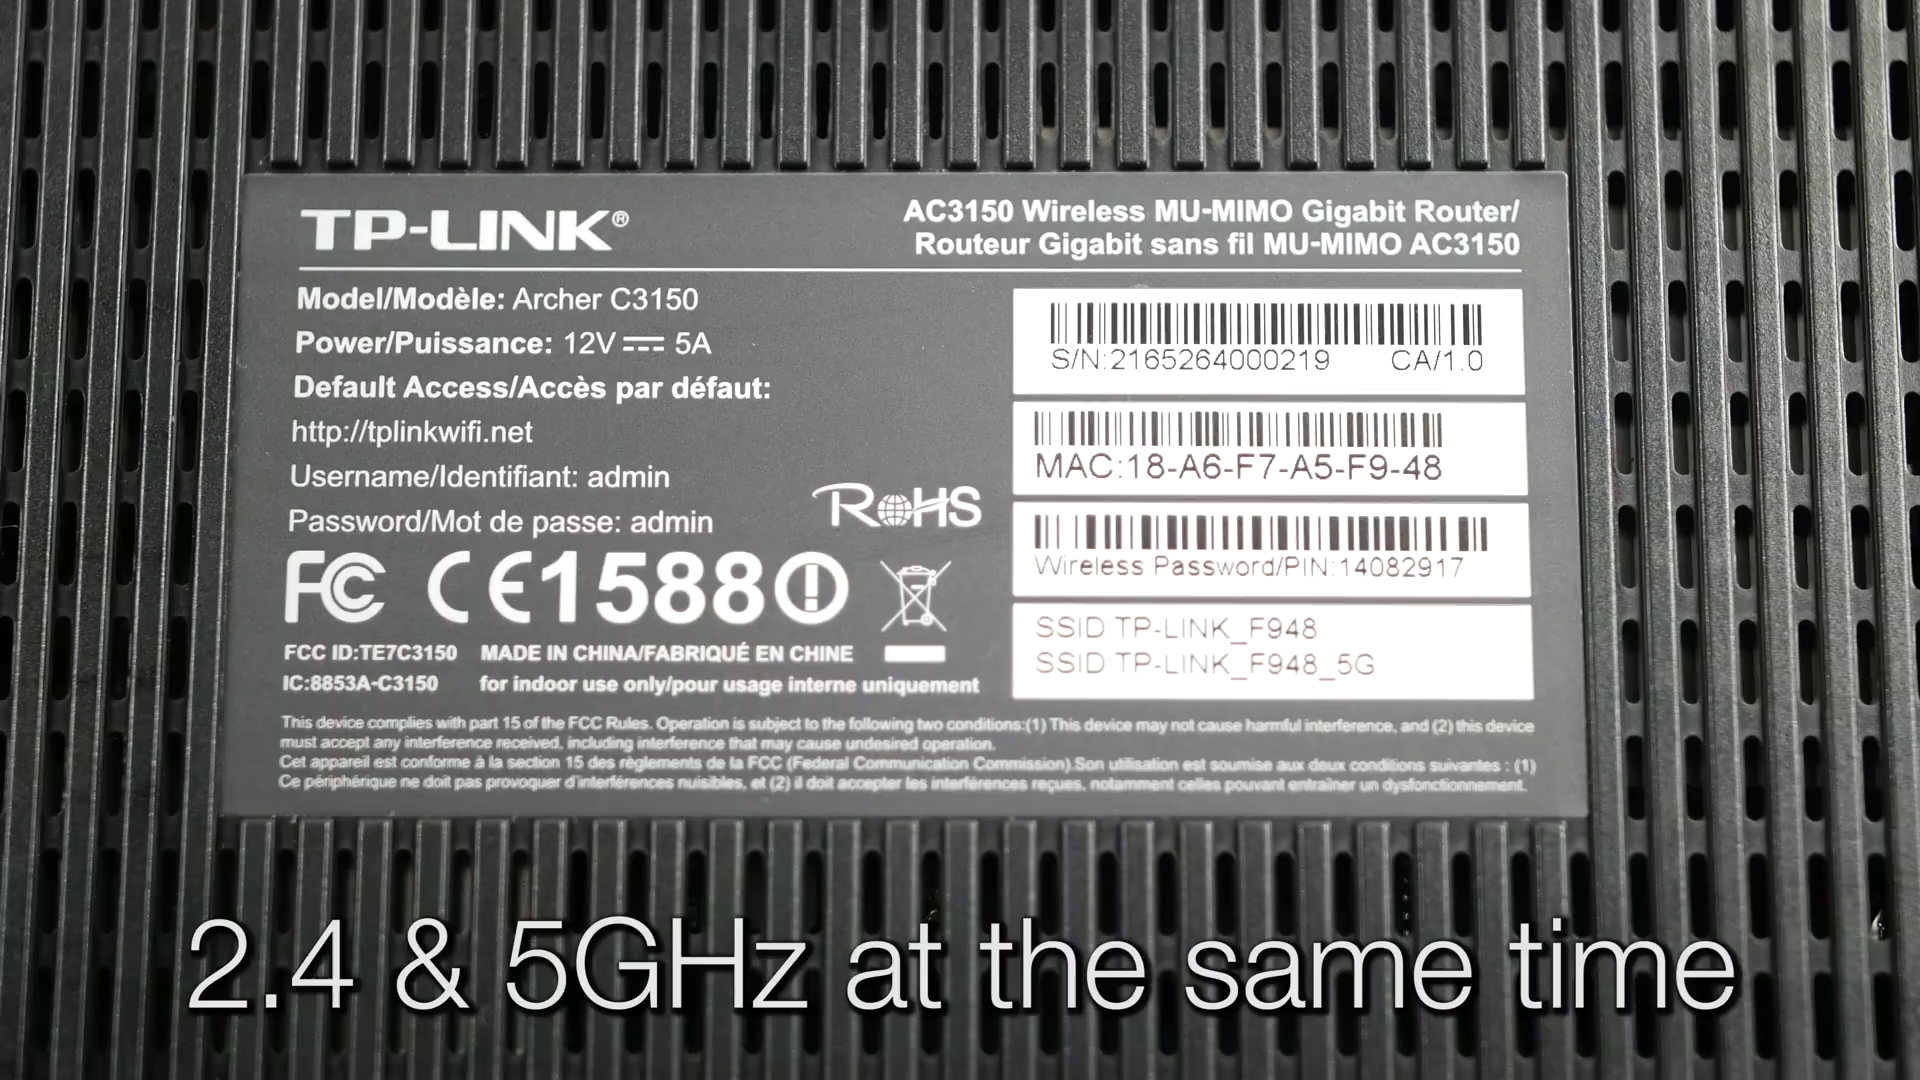 TP-LINK®
AC3150 Wireless MU-MIMO Gigabit Router/
Routeur Gigabit sans fil MU-MIMO AC3150
Model/Modèle: Archer C3150
Power/Puissance: 12V⎓5A
Default Access/Accès par défaut:
http://tplinkwifi.net
Username/Identifiant: admin
Password/Mot de passe: admin
RoHS
FC CE1588
FCC ID:TE7C3150 MADE IN CHINA/FABRIQUÉ EN CHINE
IC:8853A-C3150 for indoor use only/pour usage interne uniquement
S/N:2165264000219 CA/1.0
MAC:18-A6-F7-A5-F9-48
Wireless Password/PIN:14082917
SSID:TP-LINK_F948
SSID:TP-LINK_F948_5G
This device complies with part 15 of the FCC Rules. Operation is subject to the following two conditions:(1) This device may not cause harmful interference, and (2) this device
must accept any interference received, including interference that may cause undesired operation.
Cet appareil est conforme à la section 15 des règlements de la FCC (Federal Communication Commission).Son utilisation est soumise aux deux conditions suivantes : (1)
Ce périphérique ne doit pas provoquer d'interférences nuisibles, et (2) il doit accepter les interférences reçues, notamment celles pouvant entraîner un dysfonctionnement.
2.4 & 5GHz at the same time